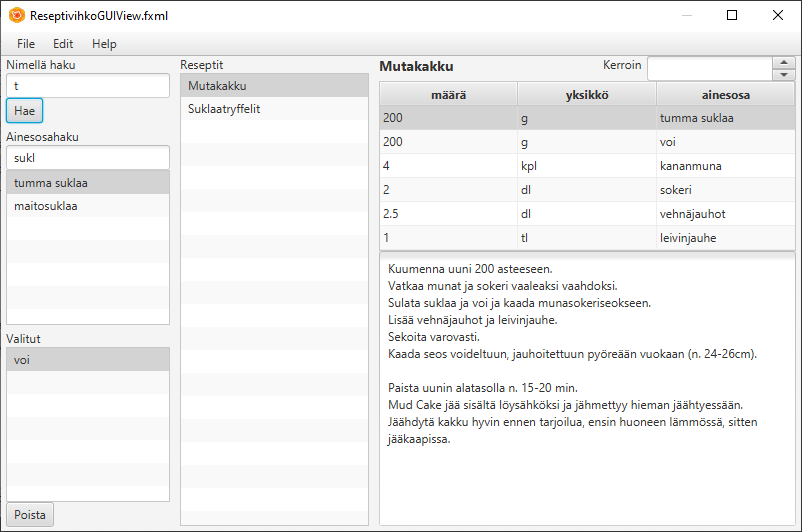 ReseptivihkoGUIView.fxml
File Edit Help
Nimellä haku
t
Hae
Ainesosahaku
sukl
tumma suklaa
maitosuklaa
Valitut
voi
Poista
Reseptit
Mutakakku
Suklaatryffelit
Mutakakku
Kerroin
määrä yksikkö ainesosa
200 g tumma suklaa
200 g voi
4 kpl kananmuna
2 dl sokeri
2.5 dl vehnäjauhot
1 tl leivinjauhe
Kuumenna uuni 200 asteeseen.
Vatkaa munat ja sokeri vaaleaksi vaahdoksi.
Sulata suklaa ja voi ja kaada munasokeriseokseen.
Lisää vehnäjauhot ja leivinjauhe.
Sekoita varovasti.
Kaada seos voideltuun, jauhoitettuun pyöreään vuokaan (n. 24-26cm).
Paista uunin alatasolla n. 15-20 min.
Mud Cake jää sisältä löysähköksi ja jähmettyy hieman jäähtyessään.
Jäähdytä kakku hyvin ennen tarjoilua, ensin huoneen lämmössä, sitten
jääkaapissa.